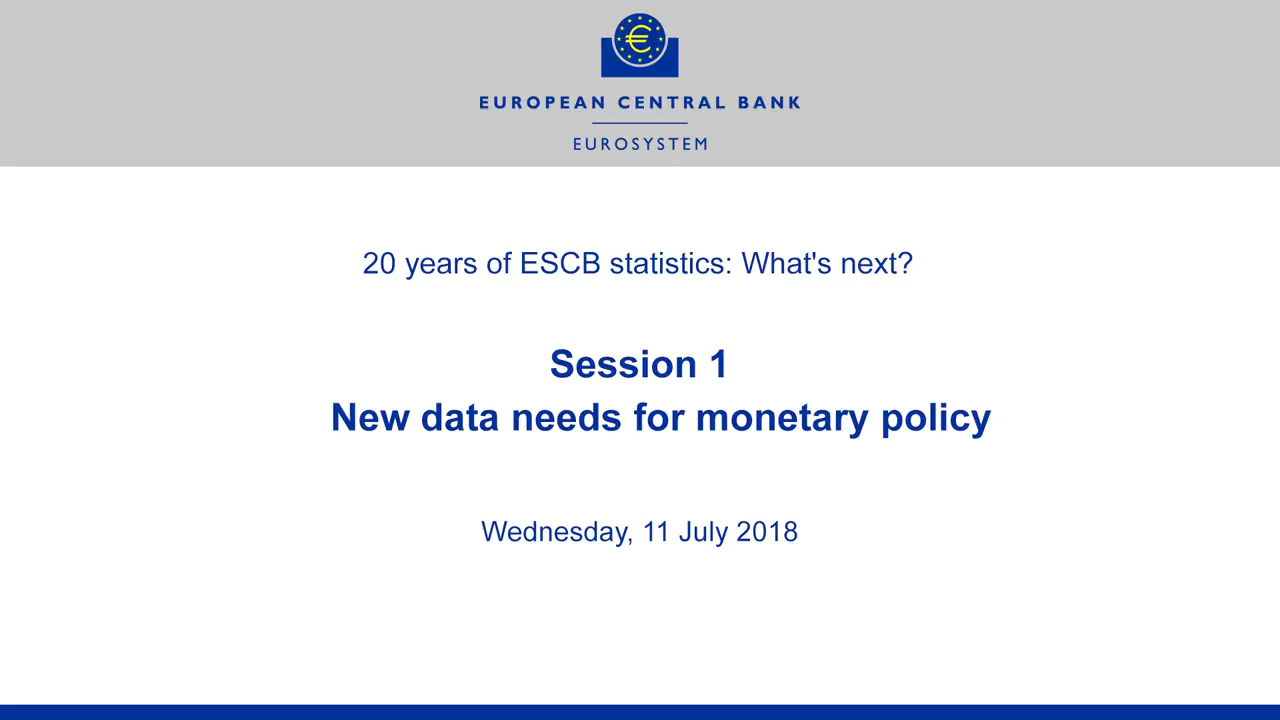 €
EUROPEAN CENTRAL BANK
EUROSYSTEM
20 years of ESCB statistics: What's next?
Session 1
New data needs for monetary policy
Wednesday, 11 July 2018